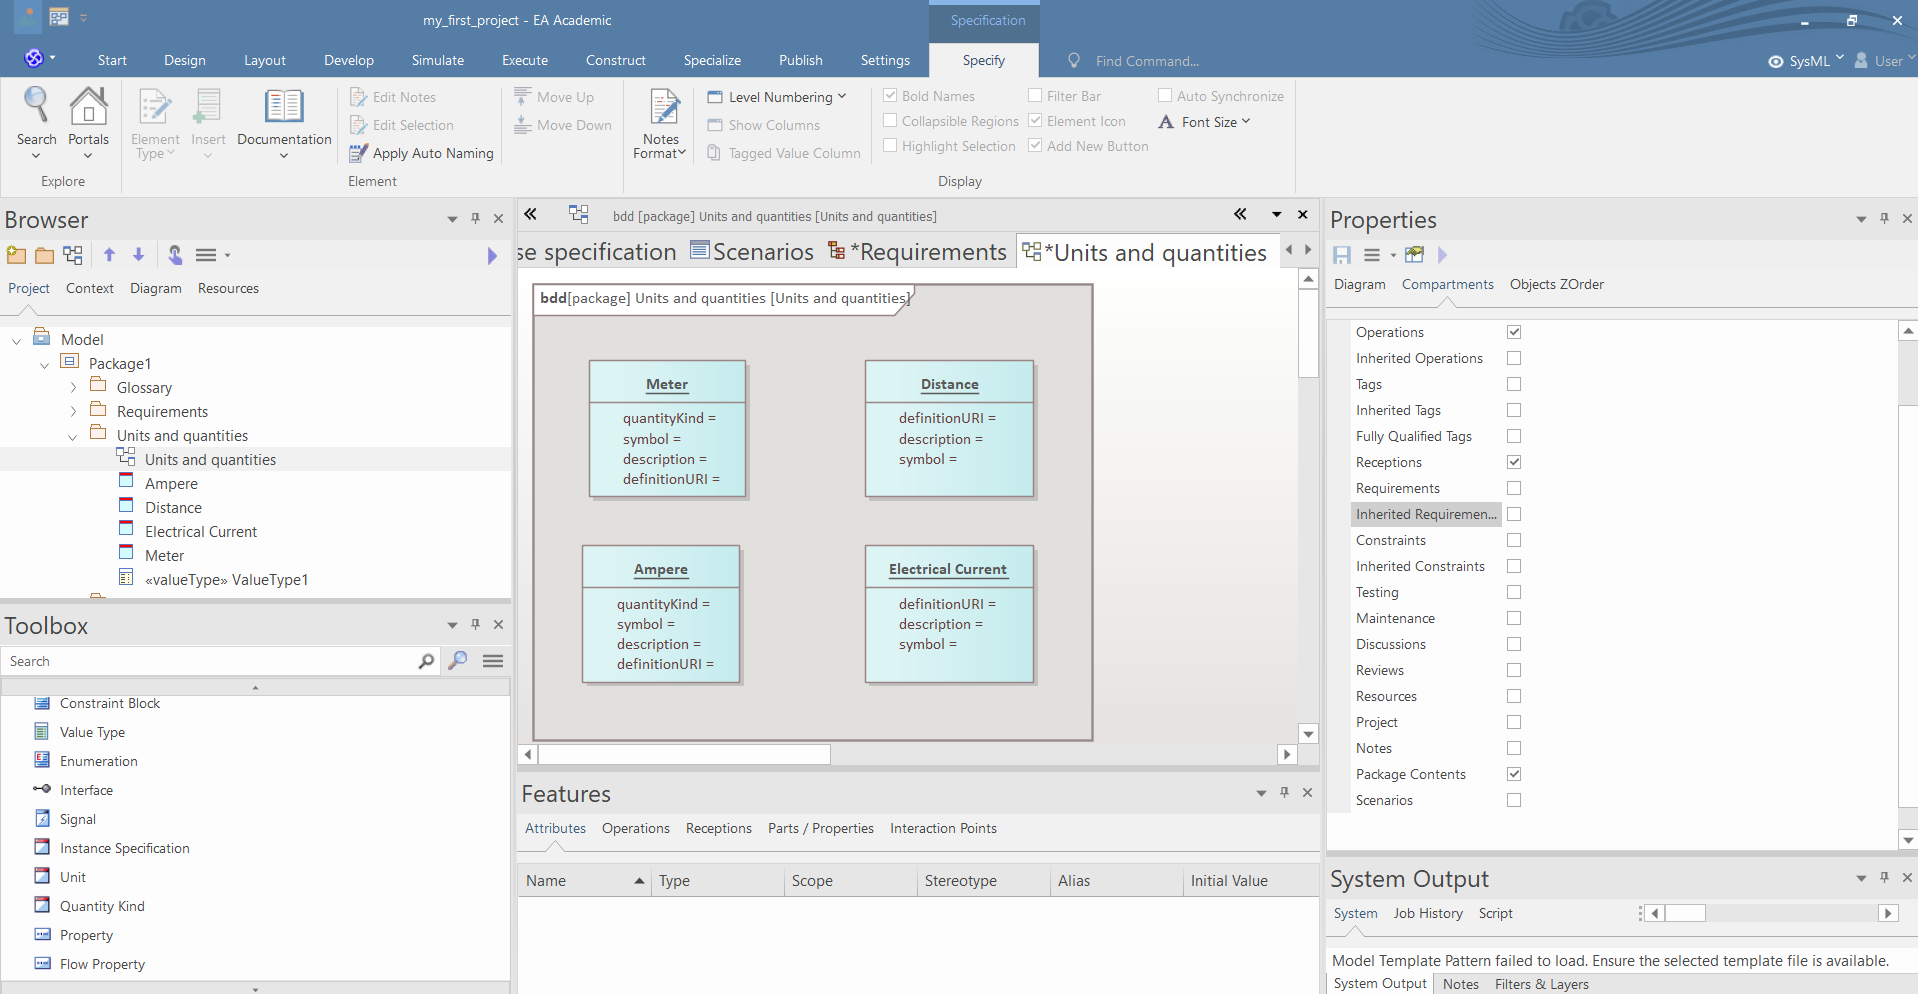 my_first_project - EA Academic
Specification
Start
Design
Layout
Develop
Simulate
Execute
Construct
Specialize
Publish
Settings
Specify
Find Command...
SysML
User
Search
Portals
Explore
Element
Type
Insert
Documentation
Edit Notes
Edit Selection
Apply Auto Naming
Element
Move Up
Move Down
Notes
Format
Level Numbering
Show Columns
Tagged Value Column
Bold Names
Collapsible Regions
Highlight Selection
Filter Bar
Element Icon
Add New Button
Auto Synchronize
Font Size
Display
Browser
Project
Context
Diagram
Resources
Model
Package1
Glossary
Requirements
Units and quantities
Units and quantities
Ampere
Distance
Electrical Current
Meter
«valueType» ValueType1
Toolbox
Search
Constraint Block
Value Type
Enumeration
Interface
Signal
Instance Specification
Unit
Quantity Kind
Property
Flow Property
bdd [package] Units and quantities [Units and quantities]
se specification
Scenarios
*Requirements
*Units and quantities
bdd[package] Units and quantities [Units and quantities]
Meter
quantityKind =
symbol =
description =
definitionURI =
Distance
definitionURI =
description =
symbol =
Ampere
quantityKind =
symbol =
description =
definitionURI =
Electrical Current
definitionURI =
description =
symbol =
Features
Attributes
Operations
Receptions
Parts / Properties
Interaction Points
Name
Type
Scope
Stereotype
Alias
Initial Value
Properties
Diagram
Compartments
Objects ZOrder
Operations
Inherited Operations
Tags
Inherited Tags
Fully Qualified Tags
Receptions
Requirements
Inherited Requiremen...
Constraints
Inherited Constraints
Testing
Maintenance
Discussions
Reviews
Resources
Project
Notes
Package Contents
Scenarios
System Output
System
Job History
Script
Model Template Pattern failed to load. Ensure the selected template file is available.
System Output
Notes
Filters & Layers